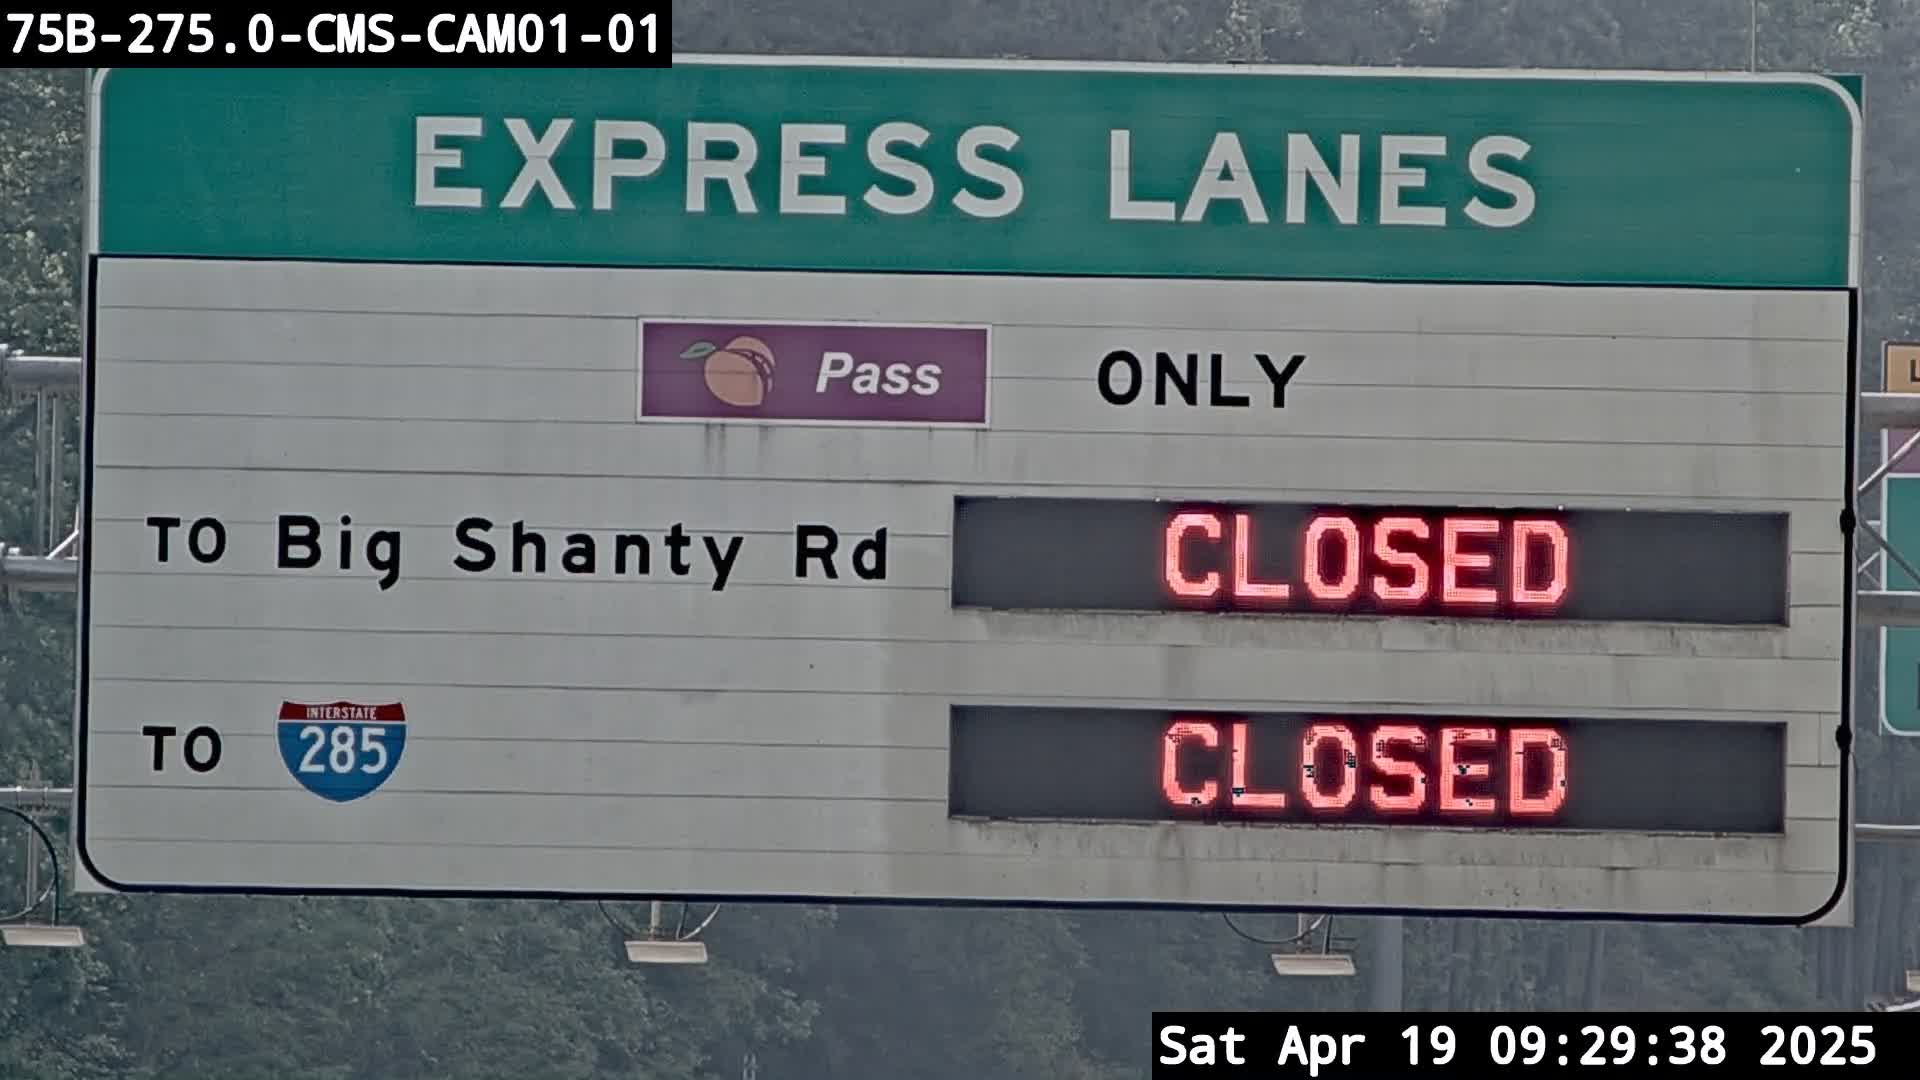 75B-275.0-CMS-CAM01-01
EXPRESS LANES
Pass ONLY
TO Big Shanty Rd CLOSED
INTERSTATE
TO 285 CLOSED
Sat Apr 19 09:29:38 2025